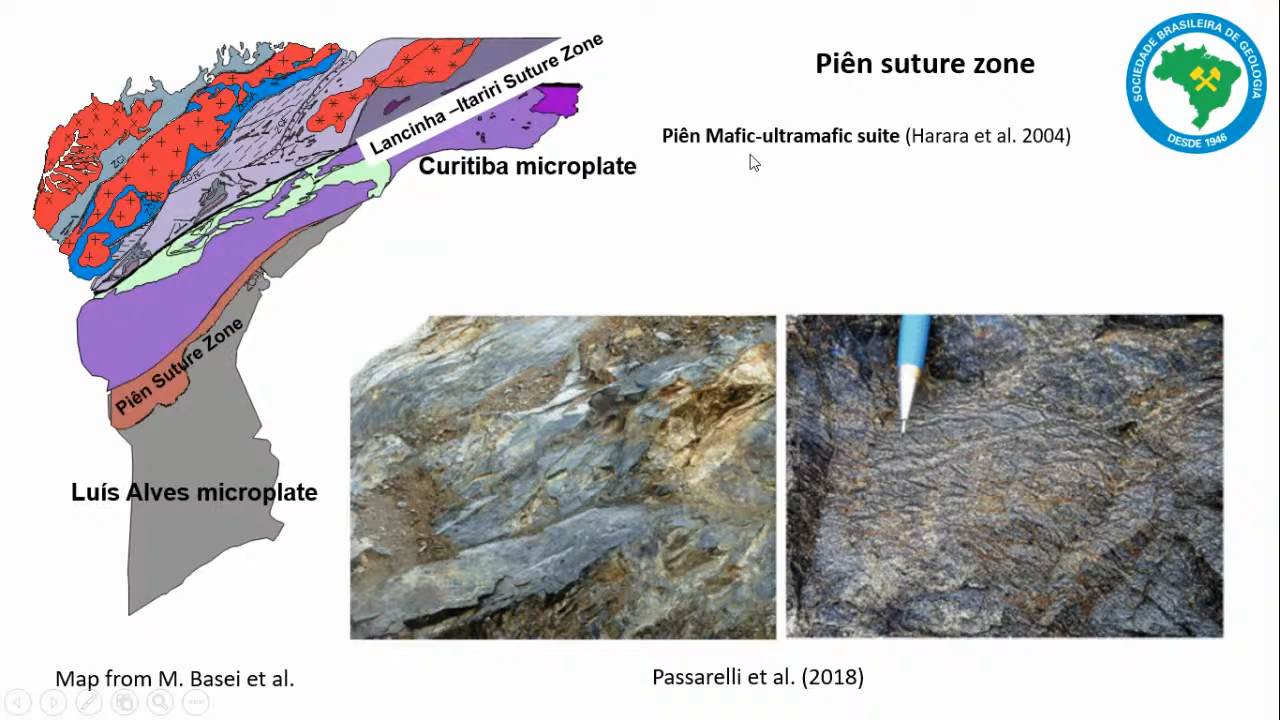 Piên suture zone
SOCIEDADE BRASILEIRA DE GEOLOGIA
DESDE 1946
Piên Mafic-ultramafic suite (Harara et al. 2004)
Lancinha –Itariri Suture Zone
Curitiba microplate
Piên Suture Zone
Luís Alves microplate
Map from M. Basei et al.
Passarelli et al. (2018)